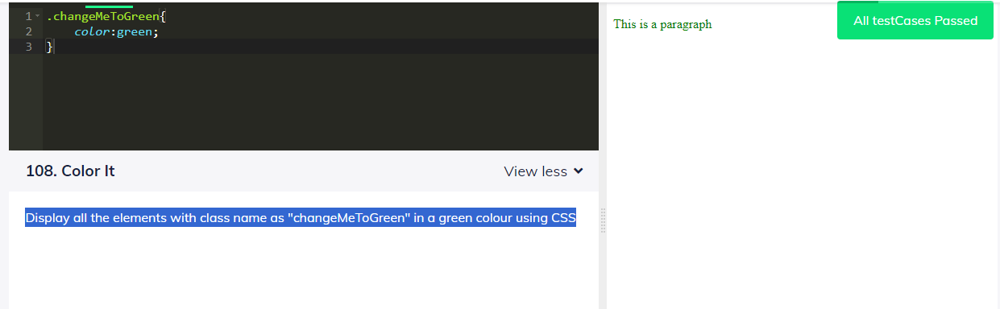 1 .changeMeToGreen{
2     color:green;
3 }
This is a paragraph
All testCases Passed
108. Color It
View less
Display all the elements with class name as "changeMeToGreen" in a green colour using CSS